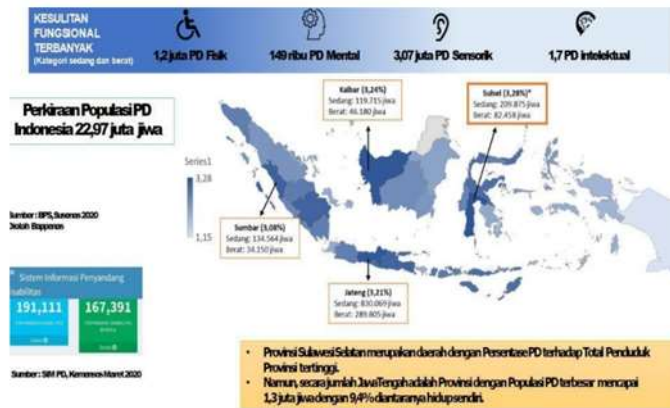 KESULITAN
FUNGSIONAL
TERBANYAK
(Kategori sedang dan berat)
1,2 juta PD Fisik
149 ribu PD Mental
3,07 juta PD Sensorik
1,7 PD intelektual
Perkiraan Populasi PD
Indonesia 22,97 juta jiwa
Kalbar (3,24%)
Sedang: 119.715 jiwa
Berat: 46.180 jiwa
Sulsel (3,28%)*
Sedang: 209.875 jiwa
Berat: 82.458 jiwa
Series1
3,28
1,15
Sumber : BPS, Susenas 2020
Diolah Bappenas
Sumbar (3,08%)
Sedang: 134.564 jiwa
Berat: 34.150 jiwa
Jateng (3,21%)
Sedang: 830.069 jiwa
Berat: 289.605 jiwa
Sistem Informasi Penyandang
isabilitas
191,111
167,391
Sumber : SIM PD, Kemensos Maret 2020
• Provinsi Sulawesi Selatan merupakan daerah dengan Persentase PD terhadap Total Penduduk
Provinsi tertinggi.
• Namun, secara jumlah Jawa Tengah adalah Provinsi dengan Populasi PD terbesar mencapai
1,3 juta jiwa dengan 9,4% diantaranya hidup sendiri.